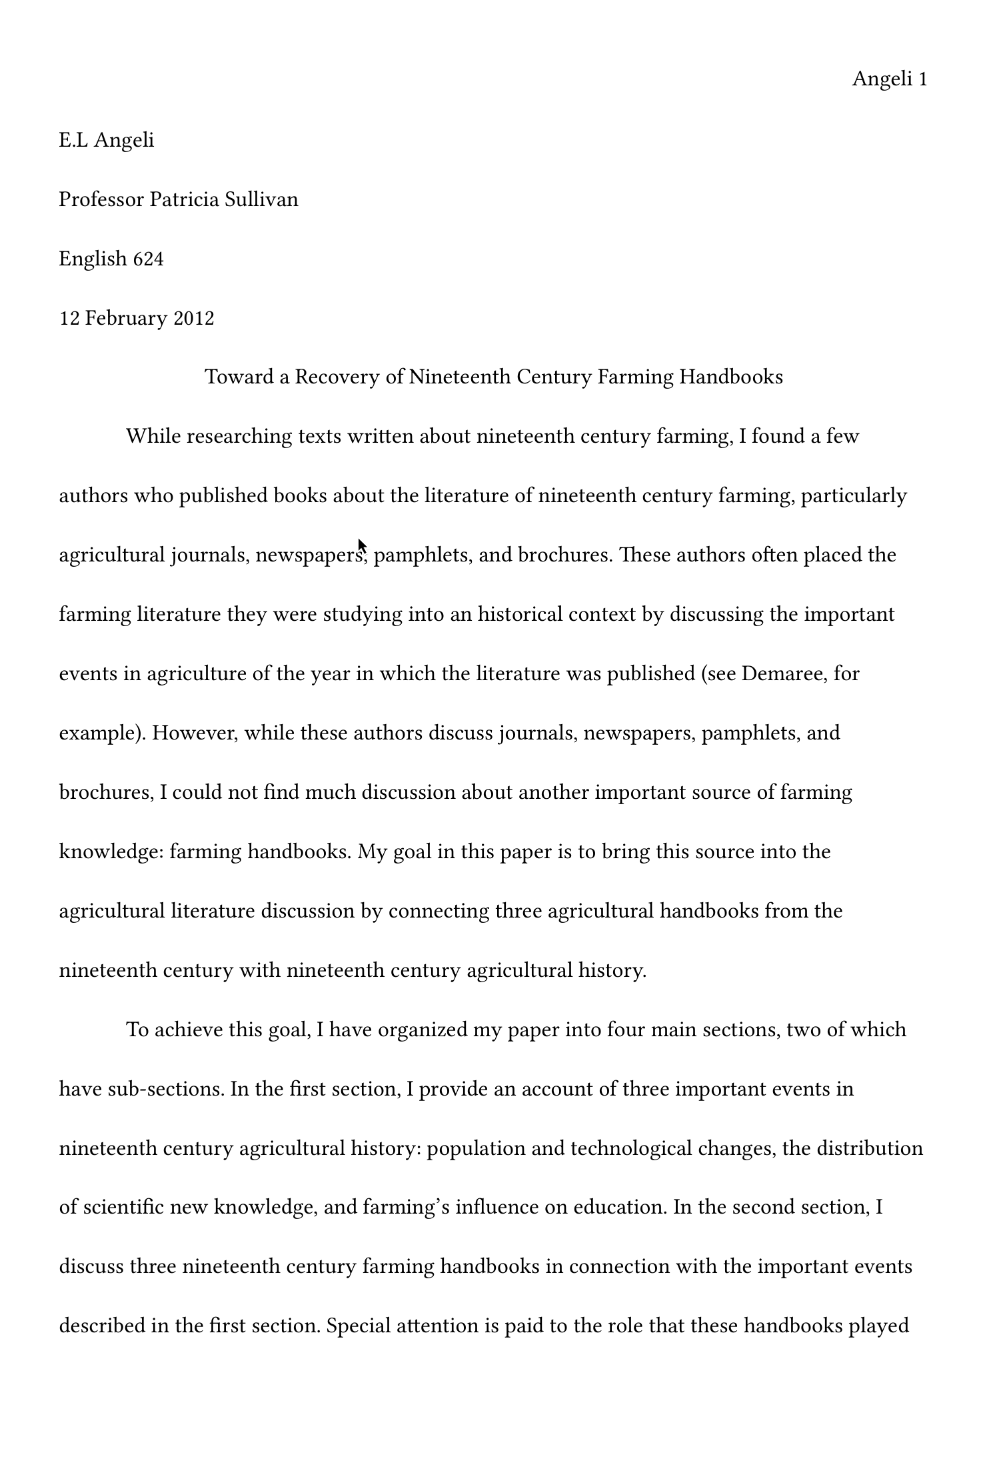 Angeli 1
E.L Angeli
Professor Patricia Sullivan
English 624
12 February 2012
Toward a Recovery of Nineteenth Century Farming Handbooks
While researching texts written about nineteenth century farming, I found a few
authors who published books about the literature of nineteenth century farming, particularly
agricultural journals, newspapers, pamphlets, and brochures. These authors often placed the
farming literature they were studying into an historical context by discussing the important
events in agriculture of the year in which the literature was published (see Demaree, for
example). However, while these authors discuss journals, newspapers, pamphlets, and
brochures, I could not find much discussion about another important source of farming
knowledge: farming handbooks. My goal in this paper is to bring this source into the
agricultural literature discussion by connecting three agricultural handbooks from the
nineteenth century with nineteenth century agricultural history.
To achieve this goal, I have organized my paper into four main sections, two of which
have sub-sections. In the first section, I provide an account of three important events in
nineteenth century agricultural history: population and technological changes, the distribution
of scientific new knowledge, and farming’s influence on education. In the second section, I
discuss three nineteenth century farming handbooks in connection with the important events
described in the first section. Special attention is paid to the role that these handbooks played